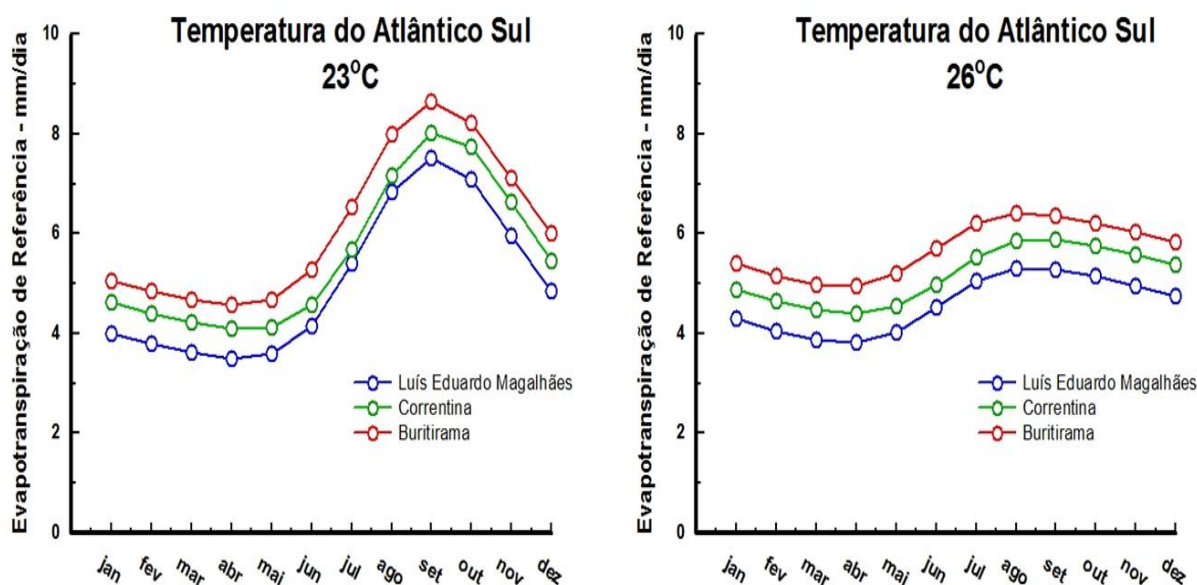 Temperatura do Atlântico Sul
23°C
Evapotranspiração de Referência - mm/dia
10
8
6
4
2
0
Luís Eduardo Magalhães
Correntina
Buritirama
jan fev mar abr mai jun jul ago set out nov dez
Temperatura do Atlântico Sul
26°C
Evapotranspiração de Referência - mm/dia
10
8
6
4
2
0
Luís Eduardo Magalhães
Correntina
Buritirama
jan fev mar abr mai jun jul ago set out nov dez